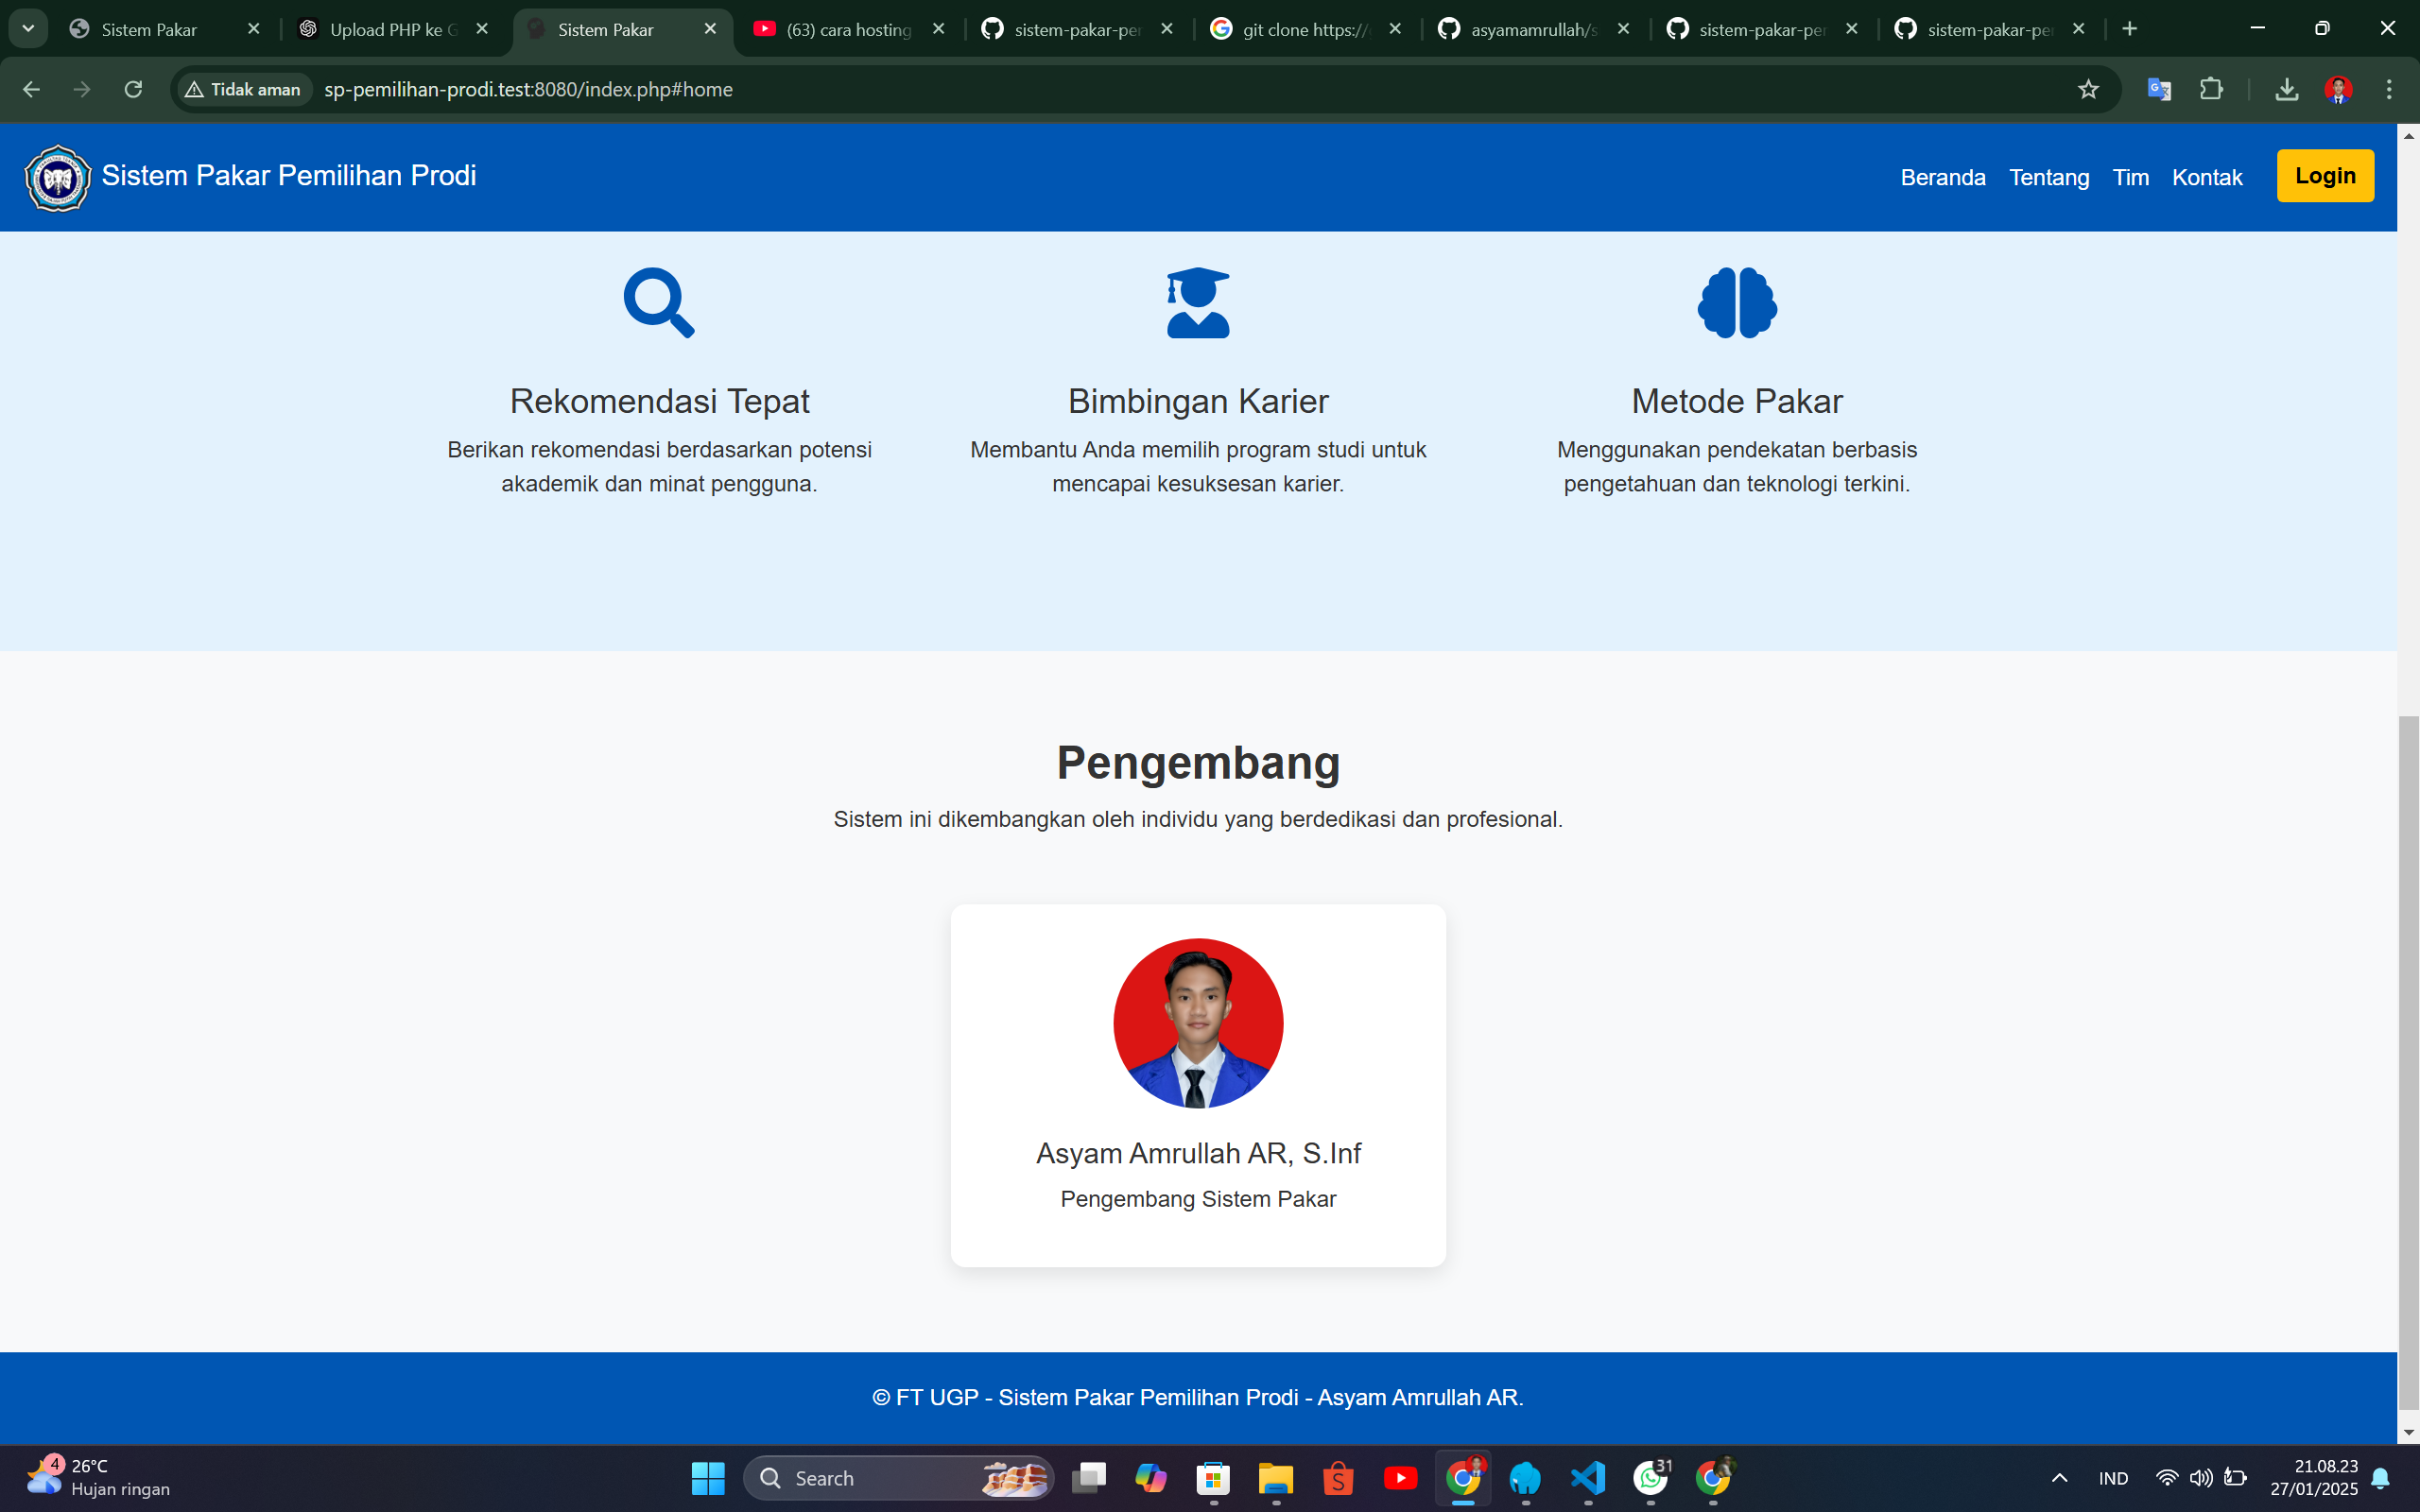 Sistem Pakar
Upload PHP ke G
Sistem Pakar
(63) cara hosting
sistem-pakar-per
git clone https://
asyamamrullah/s
sistem-pakar-per
sistem-pakar-per
Tidak aman
sp-pemilihan-prodi.test:8080/index.php#home
Sistem Pakar Pemilihan Prodi
Beranda
Tentang
Tim
Kontak
Login
Rekomendasi Tepat
Berikan rekomendasi berdasarkan potensi
akademik dan minat pengguna.
Bimbingan Karier
Membantu Anda memilih program studi untuk
mencapai kesuksesan karier.
Metode Pakar
Menggunakan pendekatan berbasis
pengetahuan dan teknologi terkini.
Pengembang
Sistem ini dikembangkan oleh individu yang berdedikasi dan profesional.
Asyam Amrullah AR, S.Inf
Pengembang Sistem Pakar
© FT UGP - Sistem Pakar Pemilihan Prodi - Asyam Amrullah AR.
4
26°C
Hujan ringan
Search
31
IND
21.08.23
27/01/2025